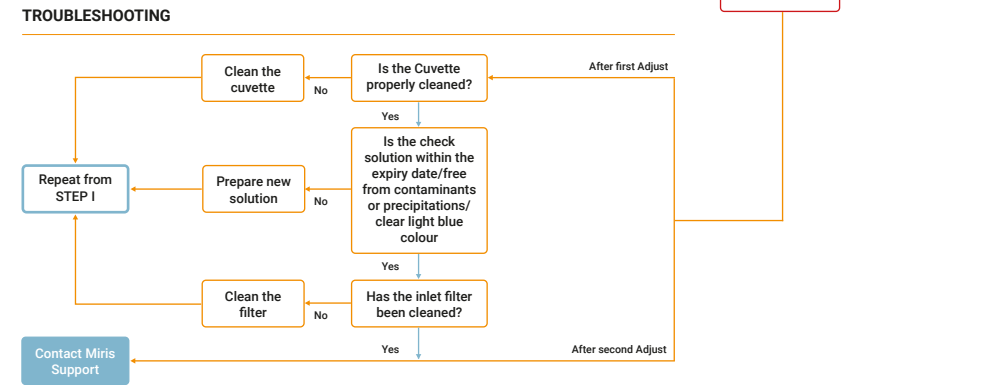 TROUBLESHOOTING
After first Adjust
Is the Cuvette
properly cleaned?
No
Clean the
cuvette
Yes
Is the check
solution within the
expiry date/free
from contaminants
or precipitations/
clear light blue
colour
No
Prepare new
solution
Repeat from
STEP I
Yes
Has the inlet filter
been cleaned?
No
Clean the
filter
Yes
After second Adjust
Contact Miris
Support